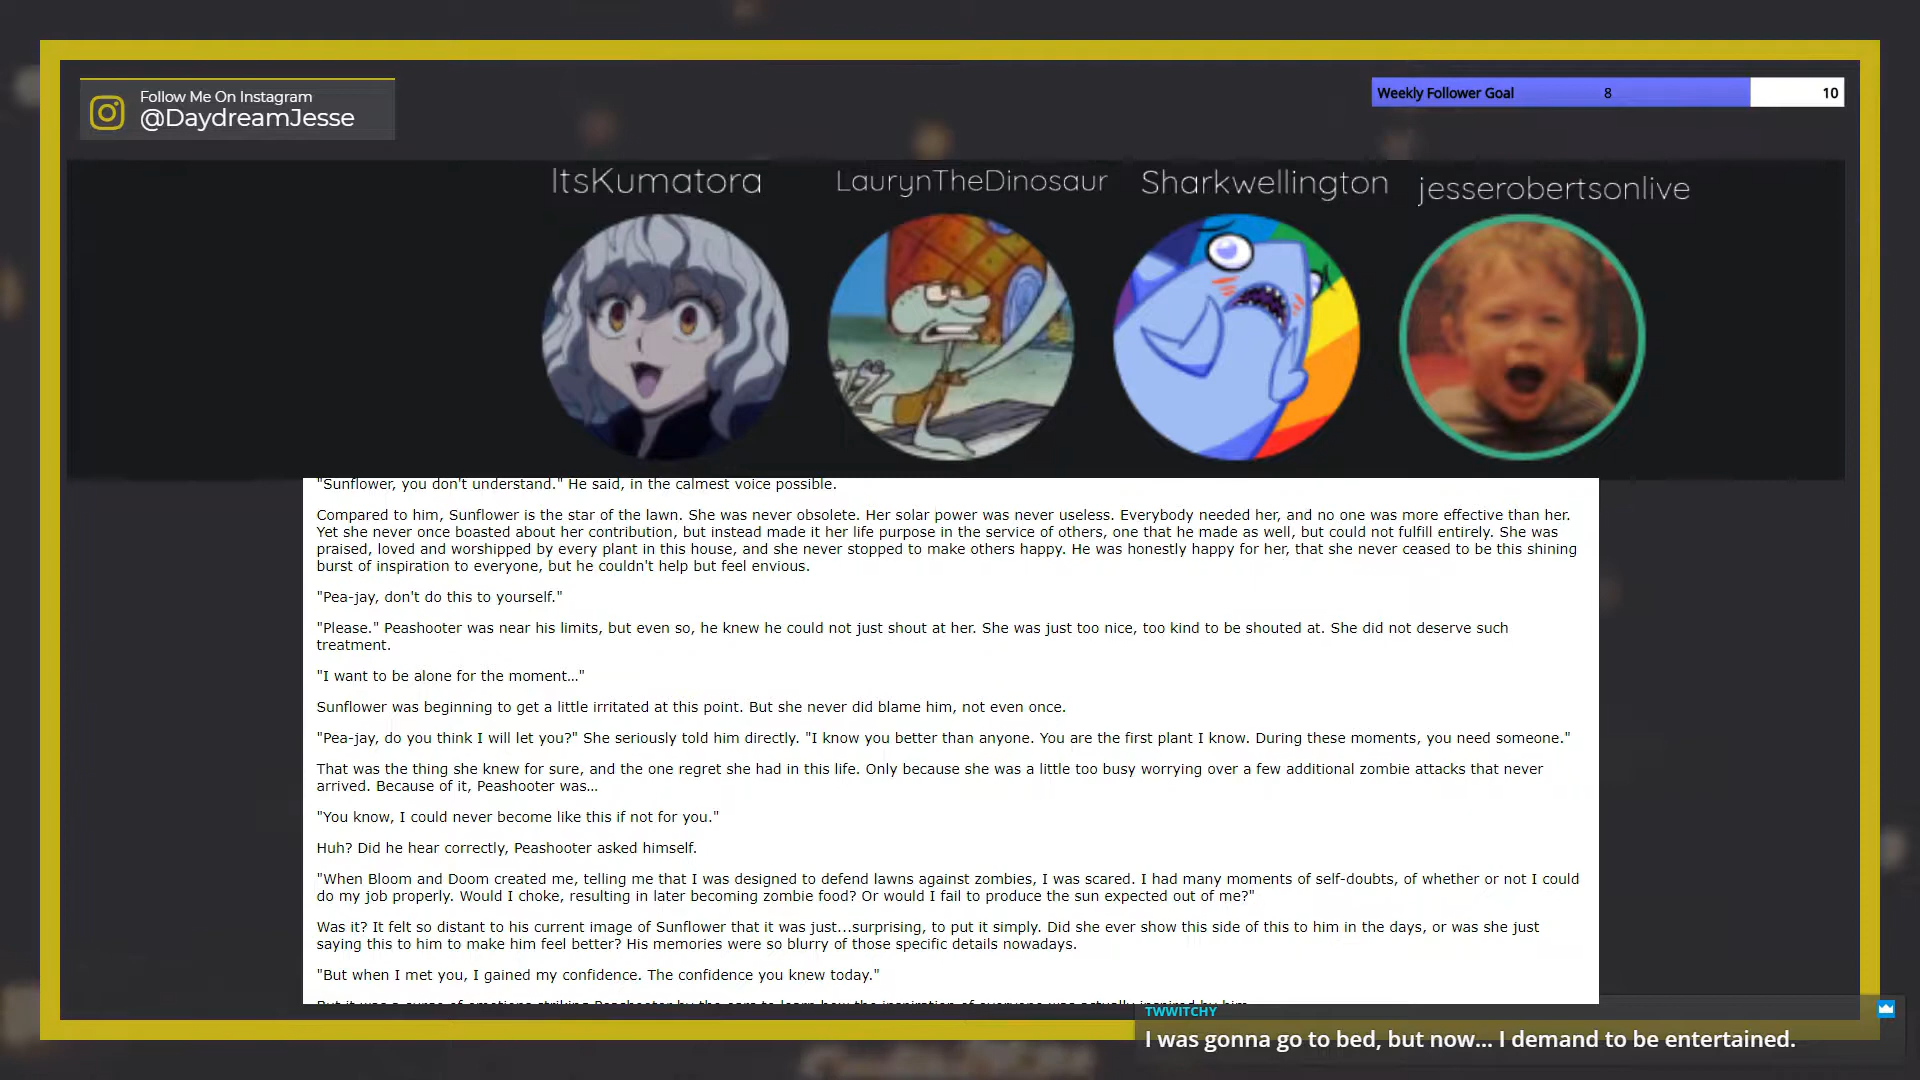 Follow Me On Instagram
@DaydreamJesse
Weekly Follower Goal 8 10
ItsKumatora
LaurynTheDinosaur
Sharkwellington
jesserobertsonlive
"Sunflower, you don't understand." He said, in the calmest voice possible.
Compared to him, Sunflower is the star of the lawn. She was never obsolete. Her solar power was never useless. Everybody needed her, and no one was more effective than her.
Yet she never once boasted about her contribution, but instead made it her life purpose in the service of others, one that he made as well, but could not fulfill entirely. She was
praised, loved and worshipped by every plant in this house, and she never stopped to make others happy. He was honestly happy for her, that she never ceased to be this shining
burst of inspiration to everyone, but he couldn't help but feel envious.
"Pea-jay, don't do this to yourself."
"Please." Peashooter was near his limits, but even so, he knew he could not just shout at her. She was just too nice, too kind to be shouted at. She did not deserve such
treatment.
"I want to be alone for the moment..."
Sunflower was beginning to get a little irritated at this point. But she never did blame him, not even once.
"Pea-jay, do you think I will let you?" She seriously told him directly. "I know you better than anyone. You are the first plant I know. During these moments, you need someone."
That was the thing she knew for sure, and the one regret she had in this life. Only because she was a little too busy worrying over a few additional zombie attacks that never
arrived. Because of it, Peashooter was...
"You know, I could never become like this if not for you."
Huh? Did he hear correctly, Peashooter asked himself.
"When Bloom and Doom created me, telling me that I was designed to defend lawns against zombies, I was scared. I had many moments of self-doubts, of whether or not I could
do my job properly. Would I choke, resulting in later becoming zombie food? Or would I fail to produce the sun expected out of me?"
Was it? It felt so distant to his current image of Sunflower that it was just...surprising, to put it simply. Did she ever show this side of this to him in the days, or was she just
saying this to him to make him feel better? His memories were so blurry of those specific details nowadays.
"But when I met you, I gained my confidence. The confidence you knew today."
TWWITCHY
I was gonna go to bed, but now... I demand to be entertained.